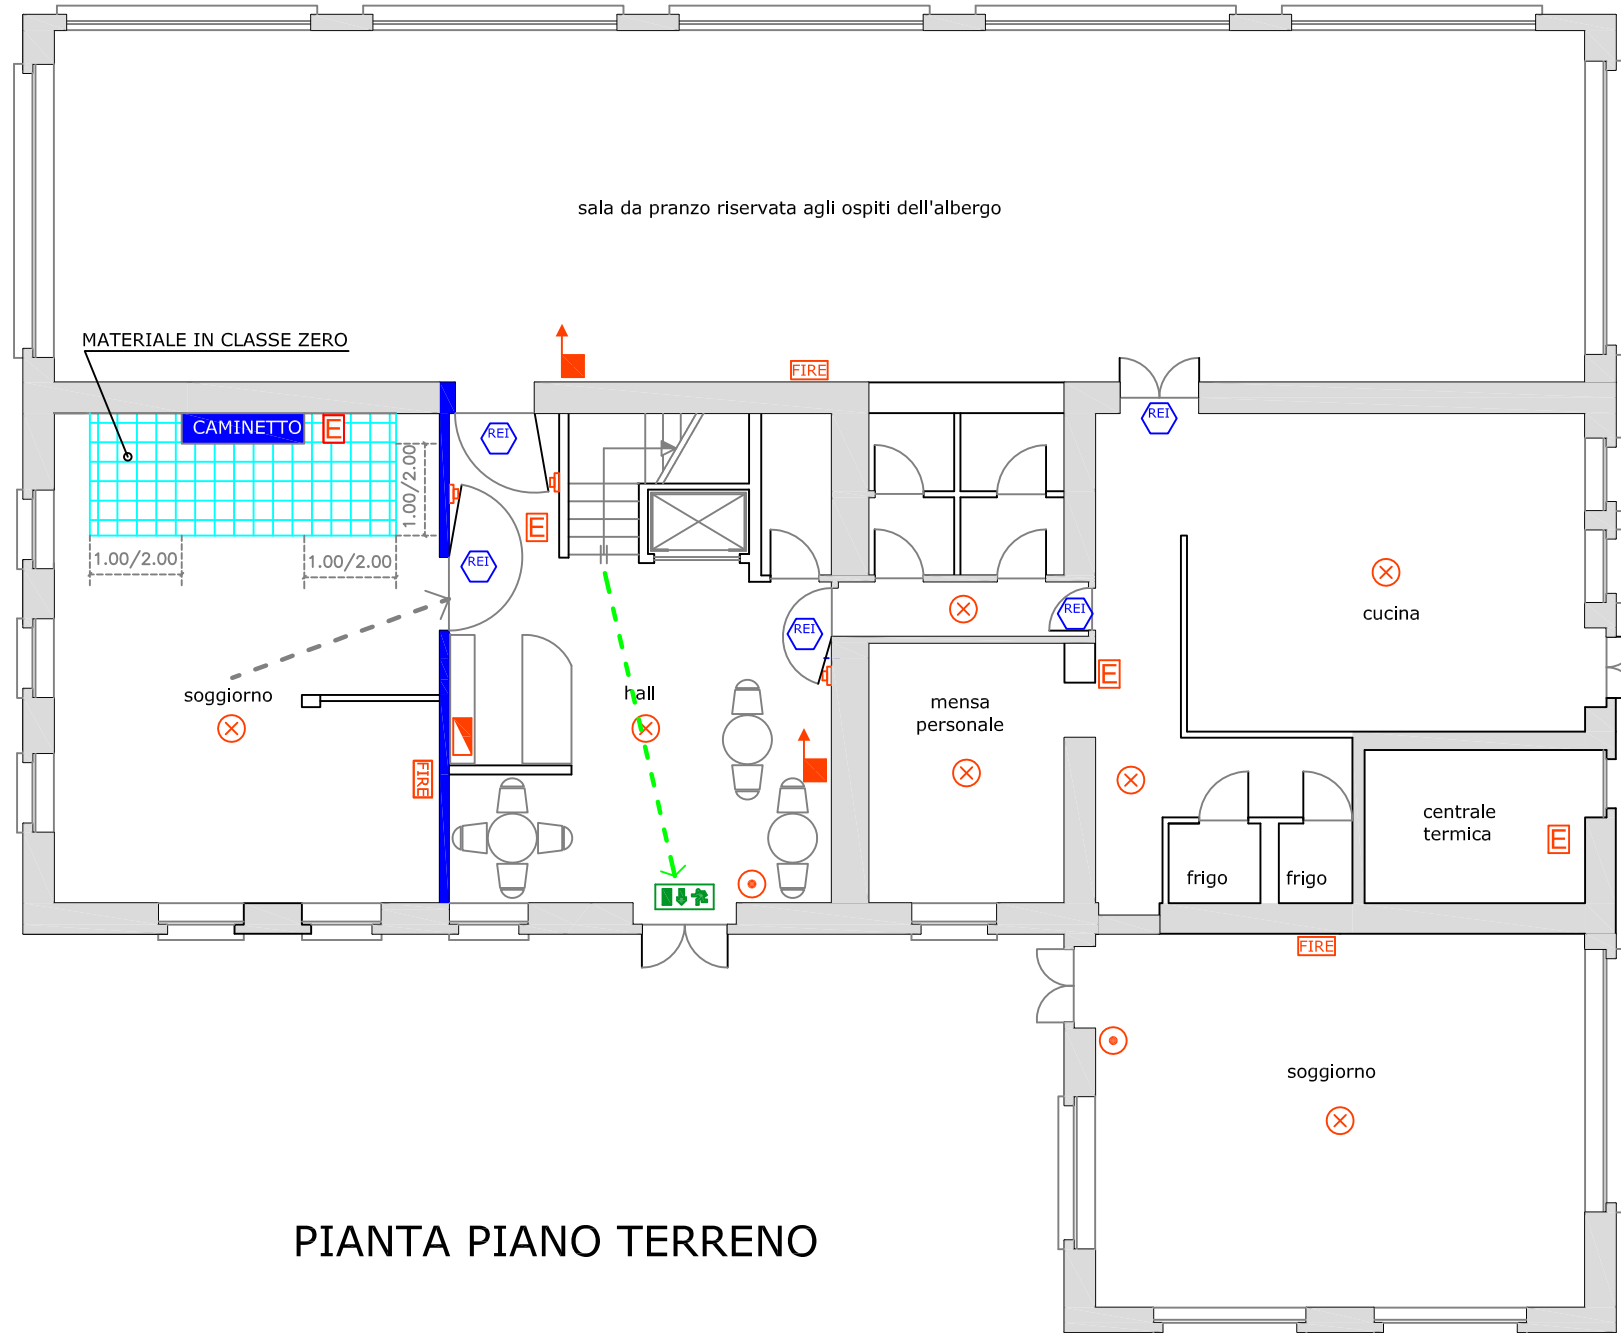 sala da pranzo riservata agli ospiti dell'albergo
MATERIALE IN CLASSE ZERO
FIRE
CAMINETTO
E
REI
REI
1.00/2.00
E
1.00/2.00
1.00/2.00
REI
REI
REI
cucina
E
soggiorno
hall
mensa
personale
FIRE
centrale
termica
E
frigo
frigo
FIRE
soggiorno
PIANTA PIANO TERRENO